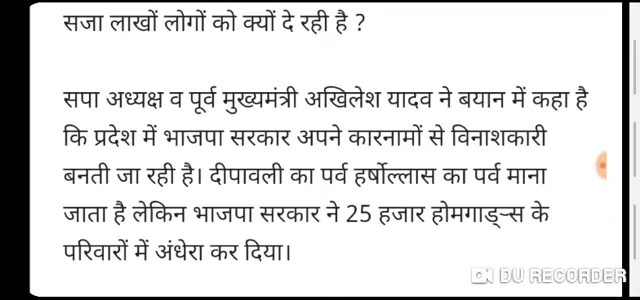 सजा लाखों लोगों को क्यों दे रही है ?
सपा अध्यक्ष व पूर्व मुख्यमंत्री अखिलेश यादव ने बयान में कहा है
कि प्रदेश में भाजपा सरकार अपने कारनामों से विनाशकारी
बनती जा रही है। दीपावली का पर्व हर्षोल्लास का पर्व माना
जाता है लेकिन भाजपा सरकार ने 25 हजार होमगाड्र्स के
परिवारों में अंधेरा कर दिया।
DU RECORDER